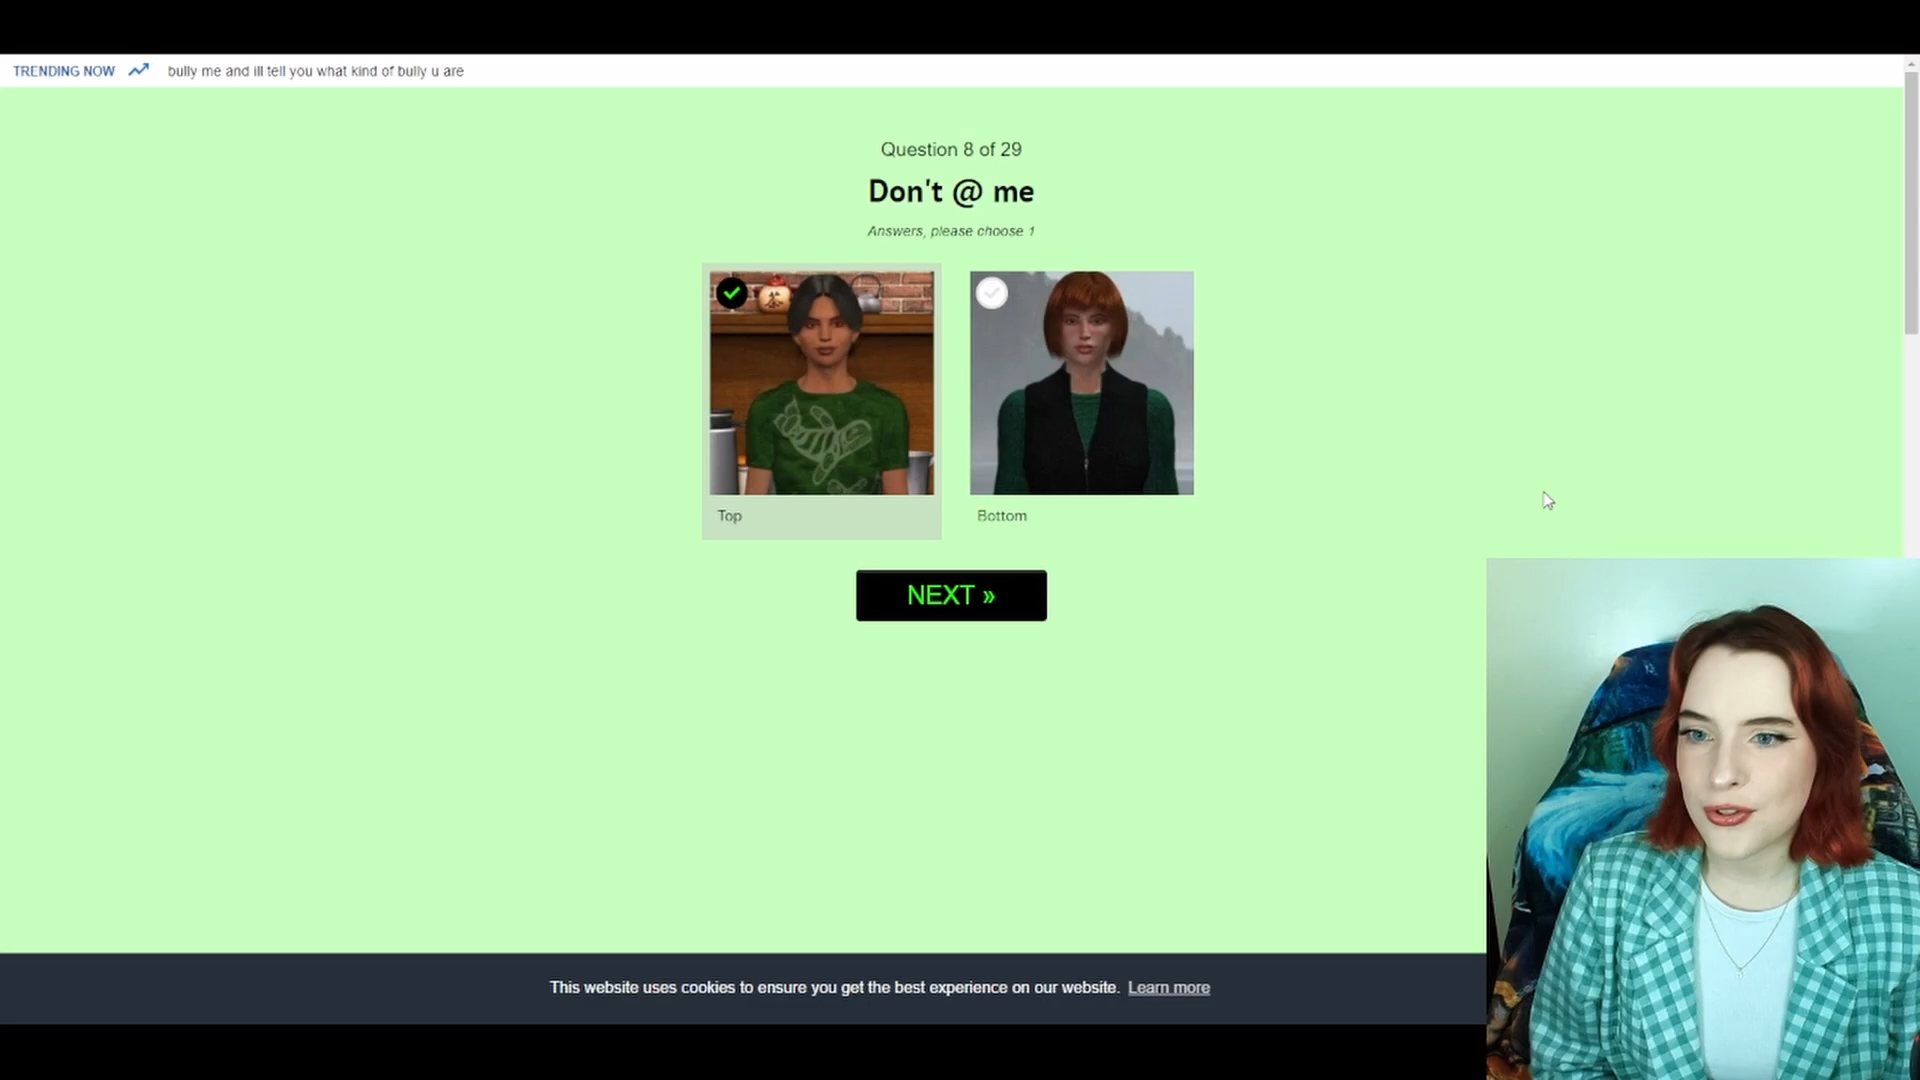 TRENDING NOW bully me and ill tell you what kind of bully u are
Question 8 of 29
Don't @ me
Answers, please choose 1
茶
Top
Bottom
NEXT »
This website uses cookies to ensure you get the best experience on our website. Learn more